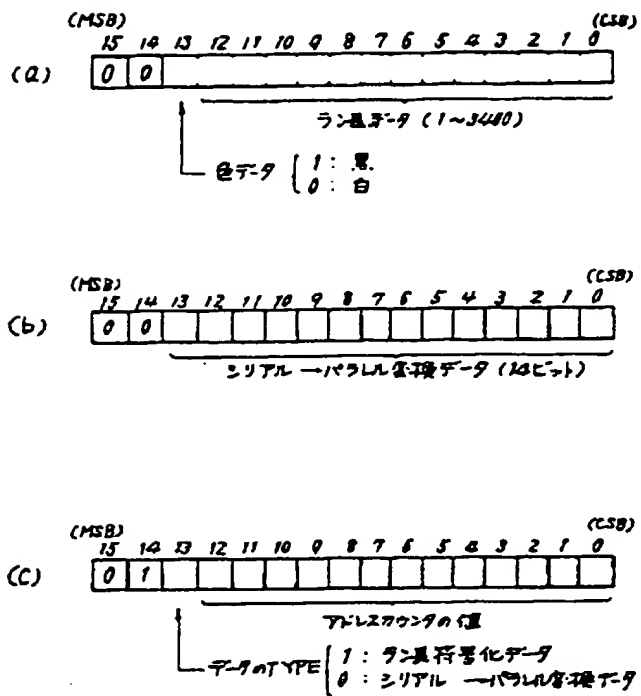 (MSB) (CSB)
15 14 13 12 11 10 9 8 7 6 5 4 3 2 1 0
(a) 0 0
ラン長データ (1~3480)
色データ { 1 : 黒
0 : 白
(MSB) (CSB)
15 14 13 12 11 10 9 8 7 6 5 4 3 2 1 0
(b) 0 0
シリアル→パラレル変換データ (14ビット)
(MSB) (CSB)
15 14 13 12 11 10 9 8 7 6 5 4 3 2 1 0
(C) 0 1
アドレスカウンタの値
データのTYPE { 1 : ラン長符号化データ
0 : シリアル →パラレル変換データ